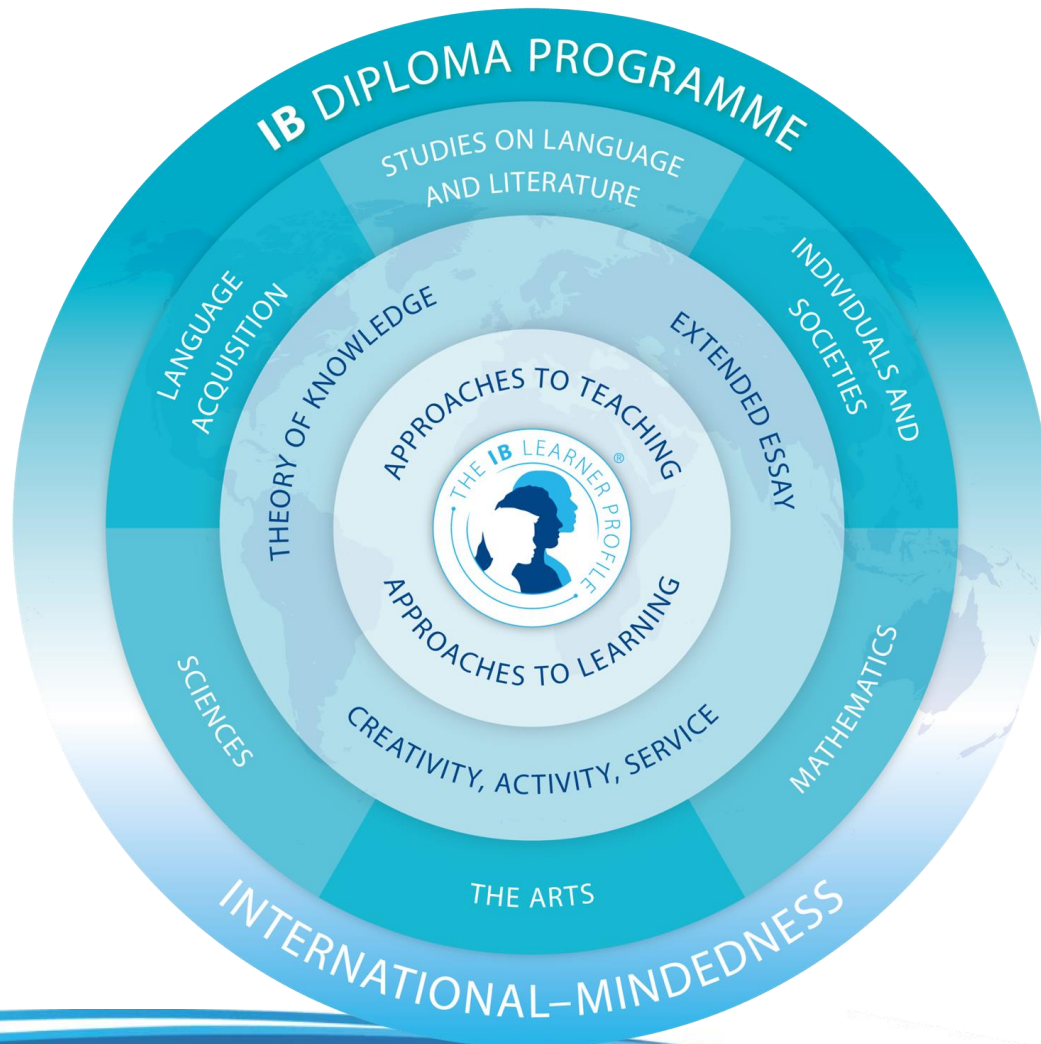 IB DIPLOMA PROGRAMME
STUDIES ON LANGUAGE
AND LITERATURE
LANGUAGE
ACQUISITION
INDIVIDUALS AND
SOCIETIES
THEORY OF KNOWLEDGE
EXTENDED ESSAY
APPROACHES TO TEACHING
THE IB LEARNER PROFILE
®
APPROACHES TO LEARNING
CREATIVITY, ACTIVITY, SERVICE
SCIENCES
MATHEMATICS
THE ARTS
INTERNATIONAL–MINDEDNESS